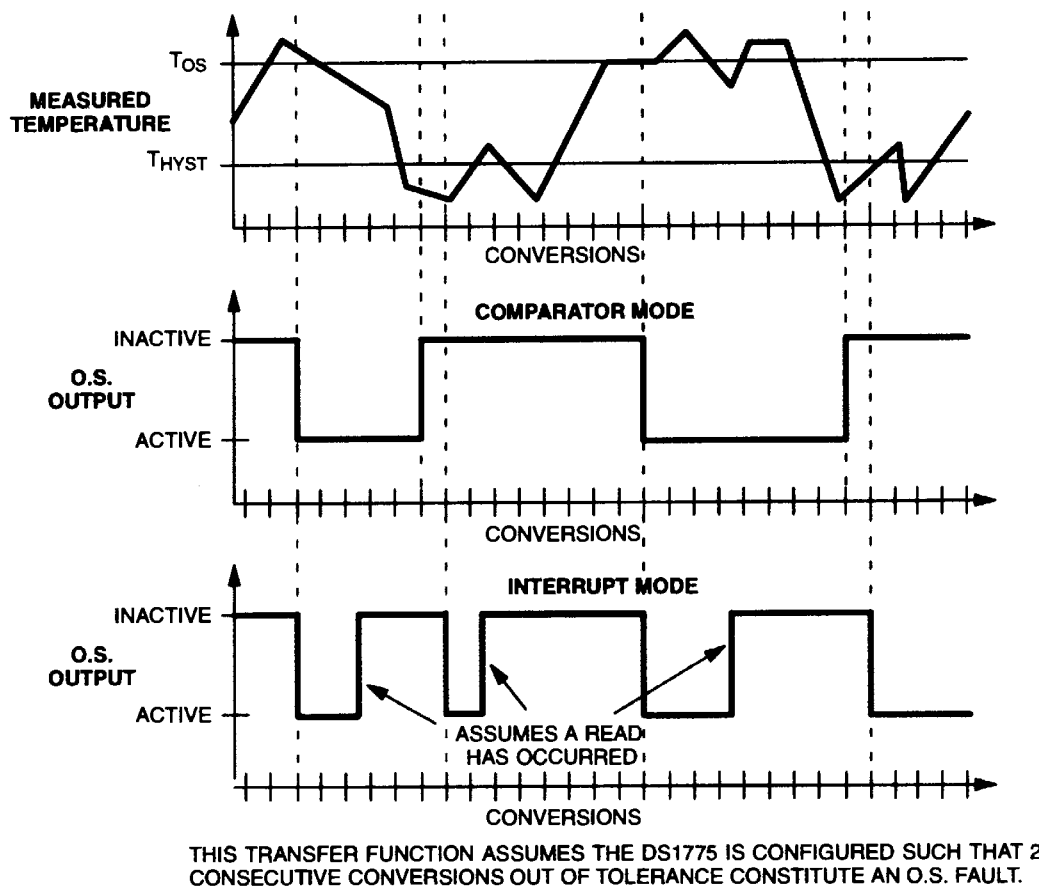 TOS
MEASURED
TEMPERATURE
THYST
CONVERSIONS
COMPARATOR MODE
INACTIVE
O.S.
OUTPUT
ACTIVE
CONVERSIONS
INTERRUPT MODE
INACTIVE
O.S.
OUTPUT
ACTIVE
ASSUMES A READ
HAS OCCURRED
CONVERSIONS
THIS TRANSFER FUNCTION ASSUMES THE DS1775 IS CONFIGURED SUCH THAT 2
CONSECUTIVE CONVERSIONS OUT OF TOLERANCE CONSTITUTE AN O.S. FAULT.